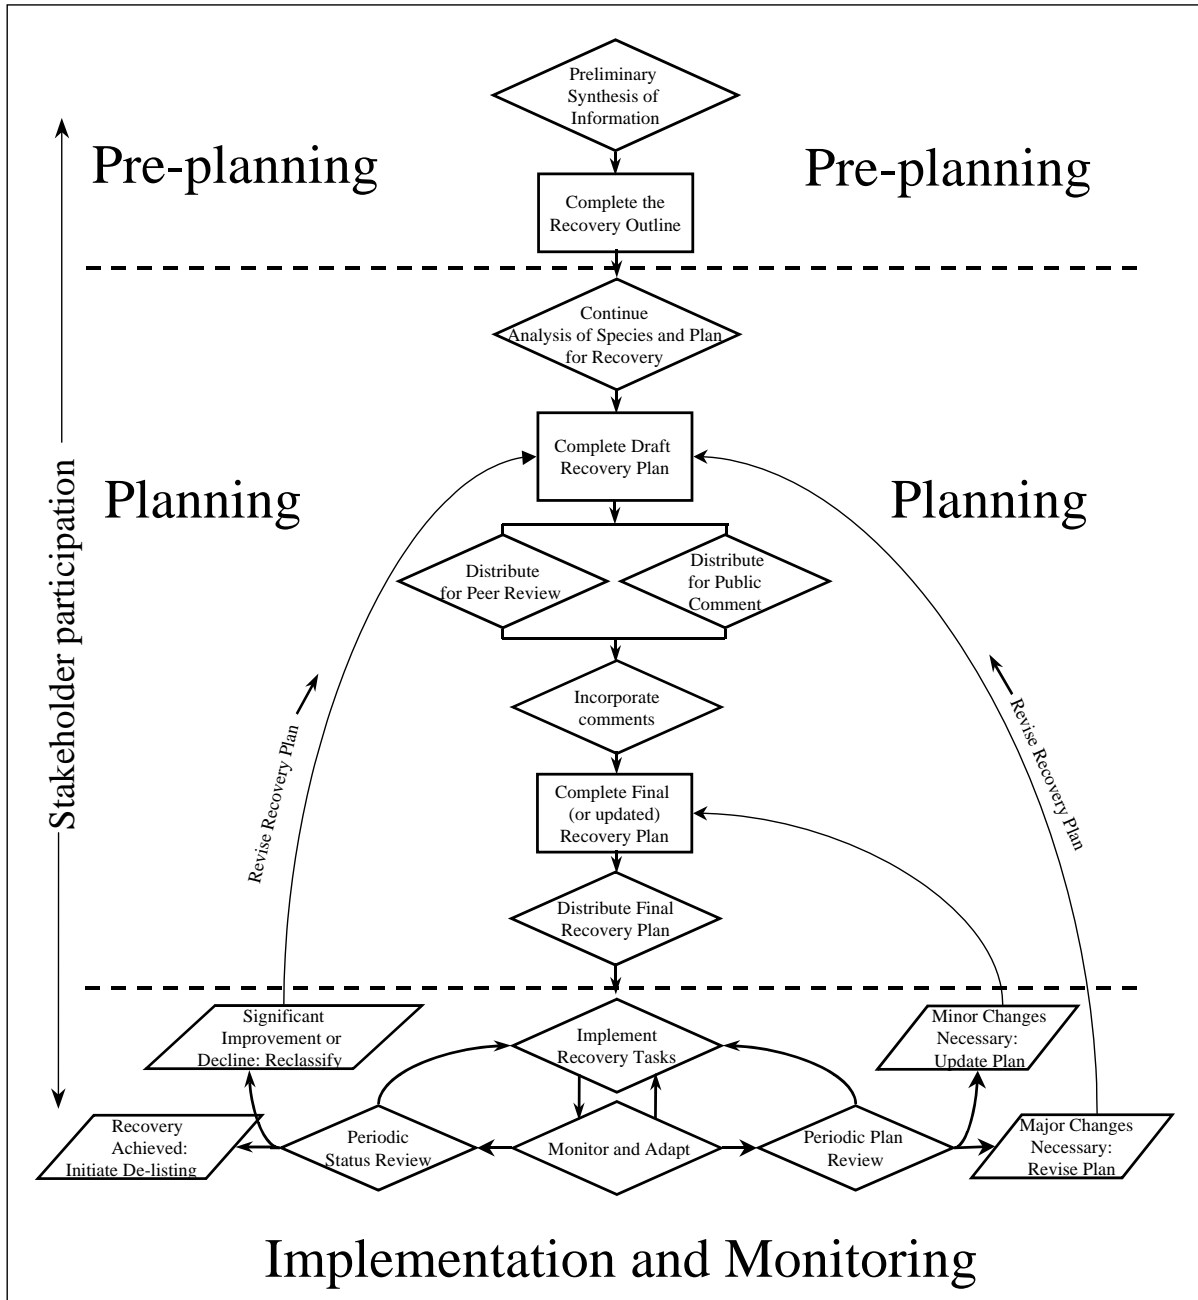 Preliminary
Synthesis of
Information
Pre-planning
Pre-planning
Complete the
Recovery Outline
Continue
Analysis of Species and Plan
for Recovery
Complete Draft
Recovery Plan
Planning
Planning
Stakeholder participation
Distribute
for Peer Review
Distribute
for Public
Comment
Incorporate
comments
Revise Recovery Plan
Revise Recovery Plan
Complete Final
(or updated)
Recovery Plan
Distribute Final
Recovery Plan
Significant
Improvement or
Decline: Reclassify
Implement
Recovery Tasks
Minor Changes
Necessary:
Update Plan
Recovery
Achieved:
Initiate De-listing
Periodic
Status Review
Monitor and Adapt
Periodic Plan
Review
Major Changes
Necessary:
Revise Plan
Implementation and Monitoring